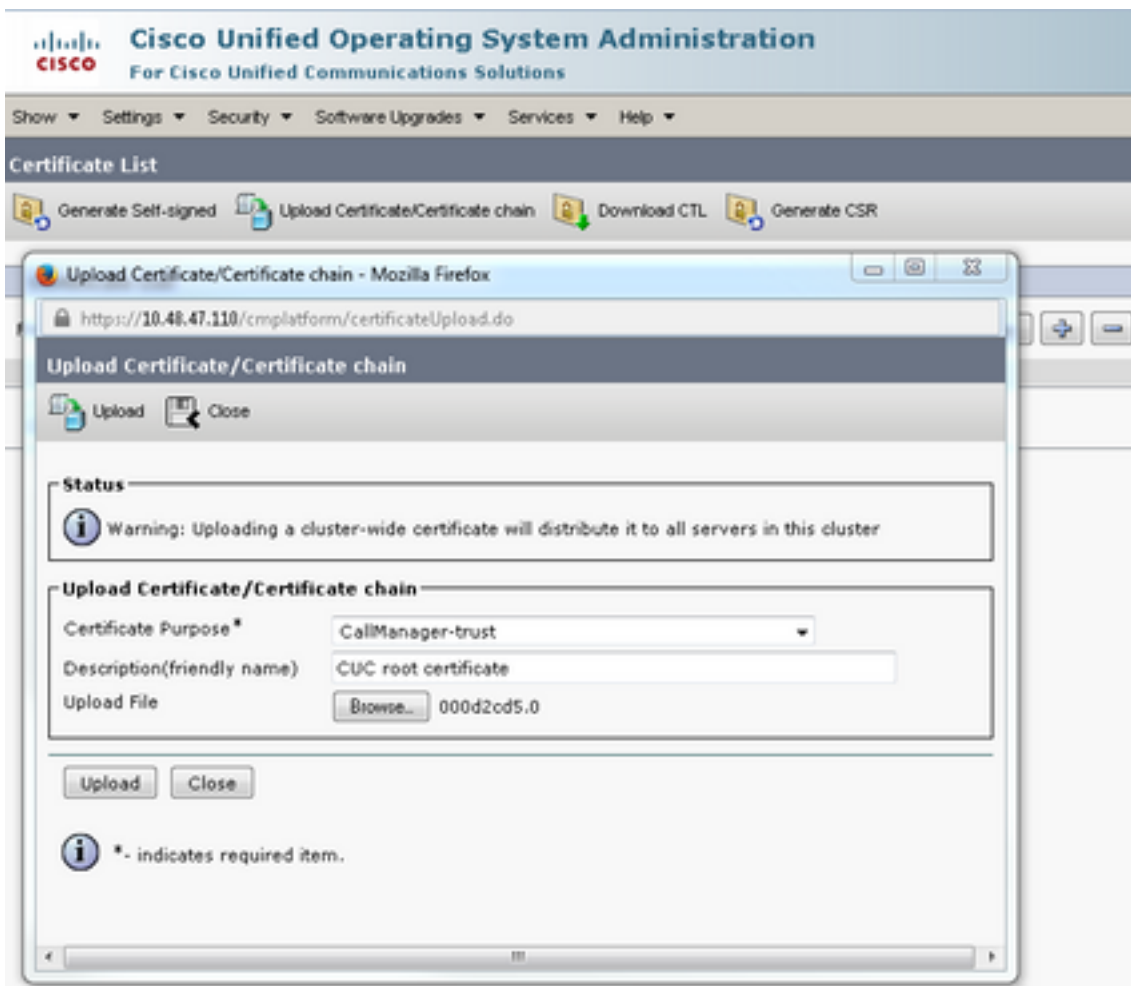 CISCO
Cisco Unified Operating System Administration
For Cisco Unified Communications Solutions
Show Settings Security Software Upgrades Services Help
Certificate List
Generate Self-signed Upload Certificate/Certificate chain Download CTL Generate CSR
Upload Certificate/Certificate chain - Mozilla Firefox
https://10.48.47.110/cmplatform/certificateUpload.do
Upload Certificate/Certificate chain
Upload Close
Status
Warning: Uploading a cluster-wide certificate will distribute it to all servers in this cluster
Upload Certificate/Certificate chain
Certificate Purpose* CallManager-trust
Description(friendly name) CUC root certificate
Upload File Browse... 000d2cd5.0
Upload Close
*- indicates required item.